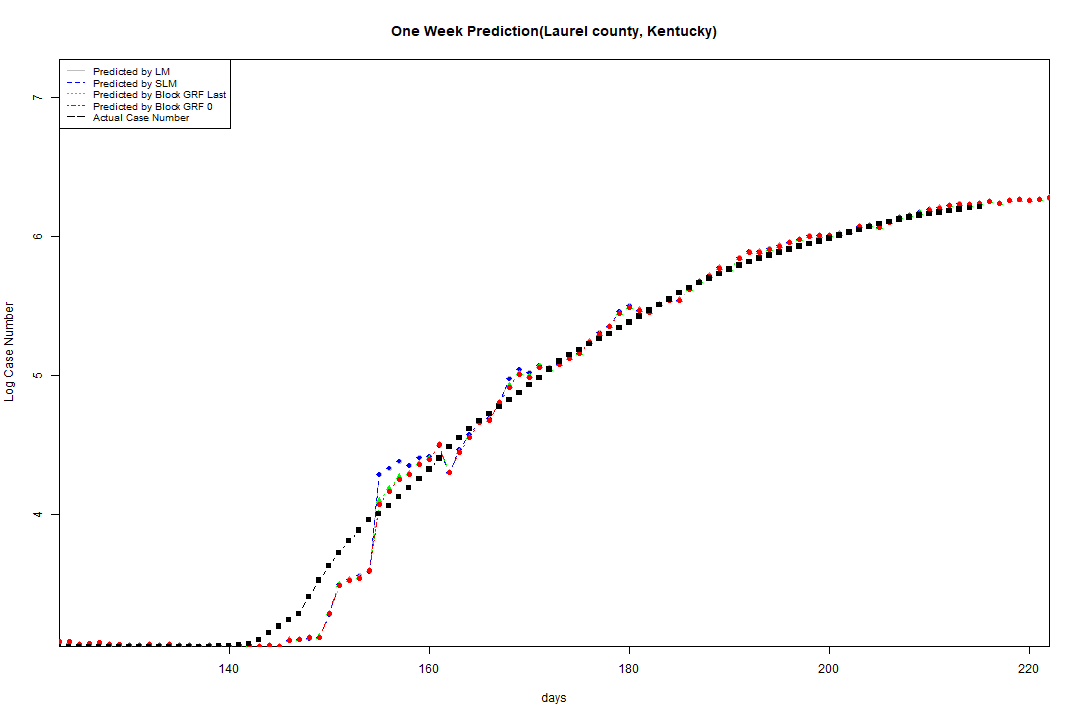 One Week Prediction(Laurel county, Kentucky)
Predicted by LM
Predicted by SLM
Predicted by Block GRF Last
Predicted by Block GRF 0
Actual Case Number
7
6
5
4
Log Case Number
140 160 180 200 220
days